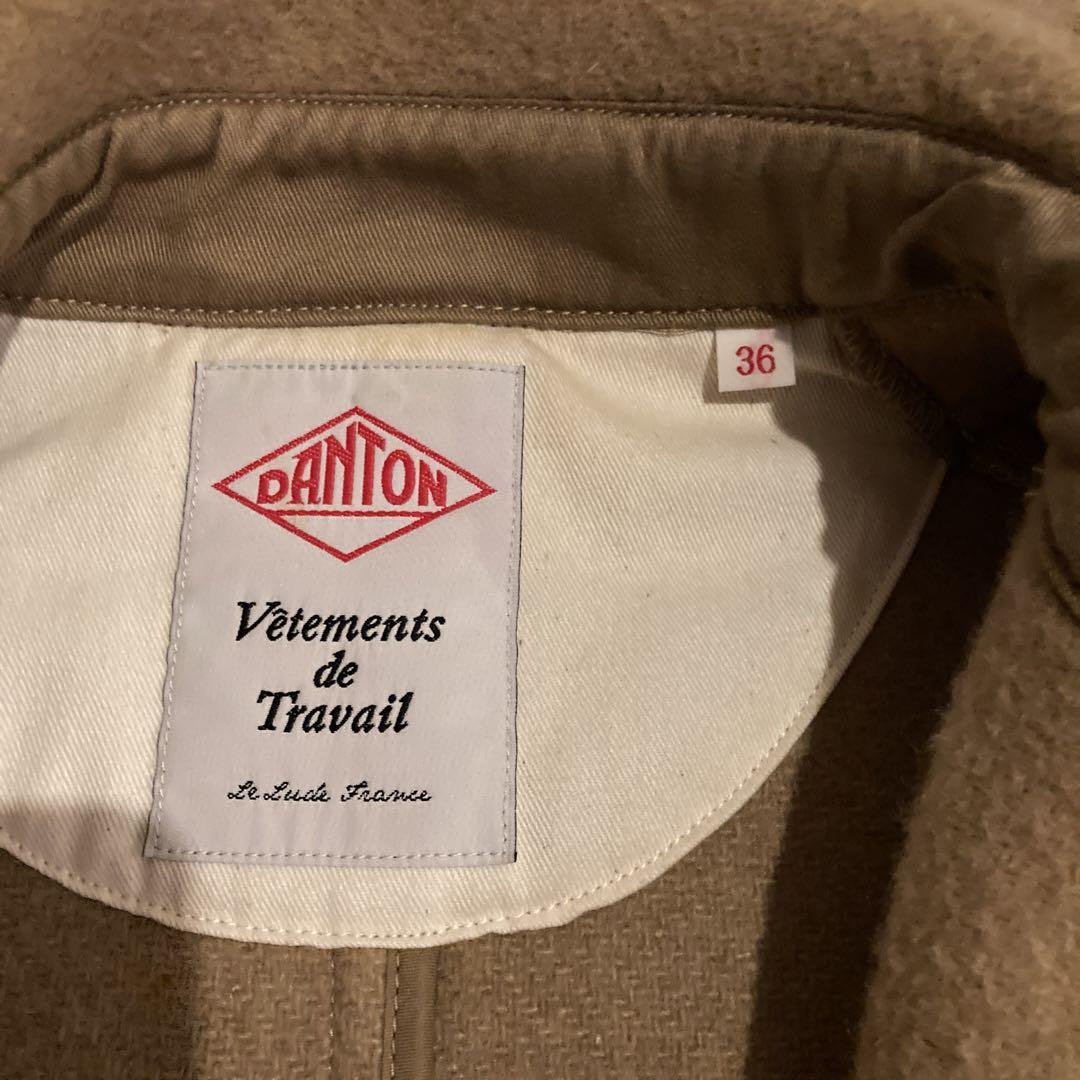 36
DANTON
Vêtements
de
Travail
Le Lude France